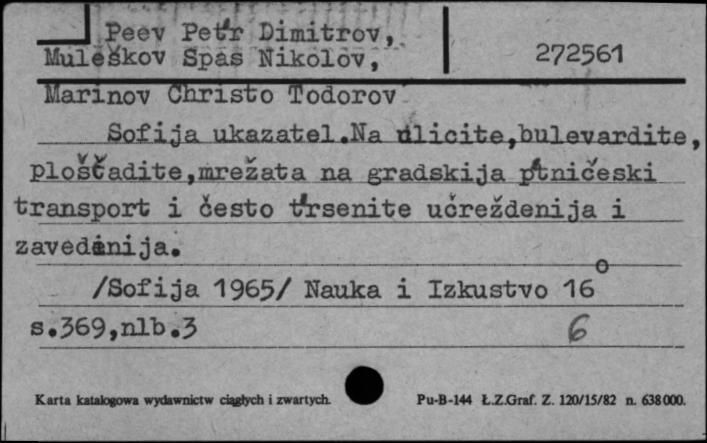 Peev Petr Dimitrov,
Muleškov Spas Nikolov,
272561
Marinov Christo Todorov
Sofija ukazatel.Na ulicite,bulevardite,
ploščadite,mrežata na gradskija ptničeski
transport i često trsenite učreždenija i
zavedenija.
/Sofija 1965/ Nauka i Izkustvo 16°
s.369,nlb.3
6
Karta katalogowa wydawnictw ciągłych i zwartych.
Pu-B-144 Ł.Z.Graf. Z. 120/15/82 n. 638000.